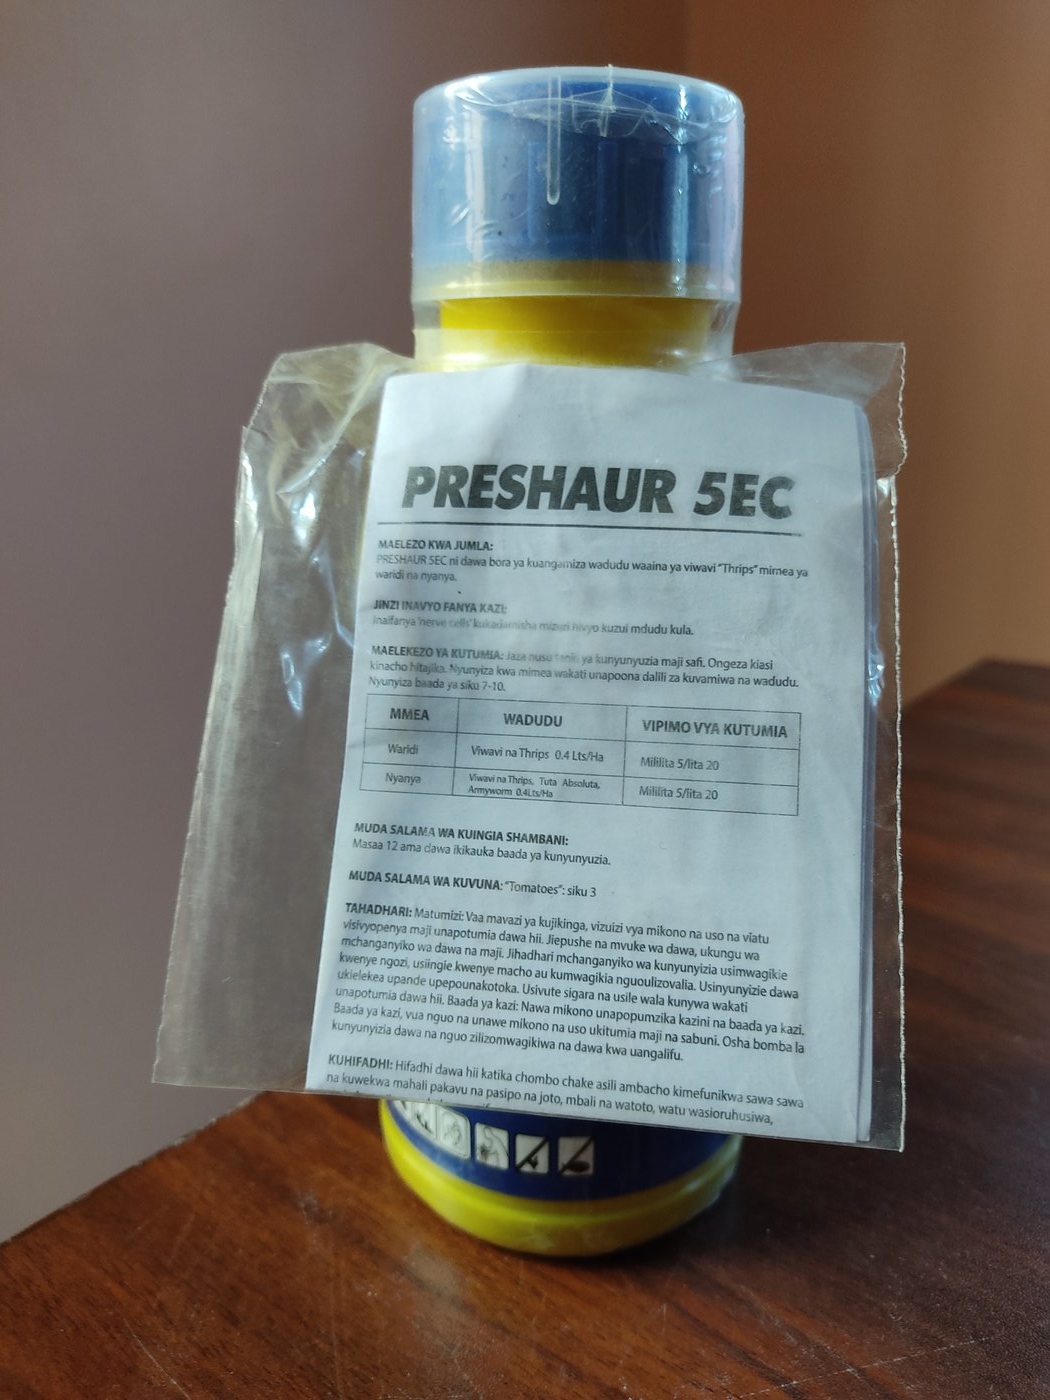 PRESHAUR 5EC
MAELEZO KWA JUMLA:
PRESHAUR 5EC ni dawa bora ya kuangamiza wadudu waaina ya viwavi “Thrips” mimea ya
waridi na nyanya.
JINZI INAVYO FANYA KAZI:
Inaifanya ‘nerve cells’ mizuri nivyo kuzui mdudu kula.
MAELEKEZO YA KUTUMIA: Jaza nusu tanki ya kunyunyuzia maji safi. Ongeza kiasi
kinacho hitajika. Nyunyiza kwa mimea wakati unapoona dalili za kuvamiwa na wadudu.
Nyunyiza baada ya siku 7-10.
MMEA WADUDU VIPIMO VYA KUTUMIA
Waridi Viwavi na Thrips 0.4 Lts/Ha Mililita 5/lita 20
Nyanya Viwavi na Thrips, Tuta Absoluta, Mililita 5/lita 20
Armyworm 0.4Lts/Ha
MUDA SALAMA WA KUINGIA SHAMBANI:
Masaa 12 ama dawa ikikauka baada ya kunyunyuzia.
MUDA SALAMA WA KUVUNA: “Tomatoes”: siku 3
TAHADHARI: Matumizi: Vaa mavazi ya kujikinga, vizuizi vya mikono na uso na viatu
visivyopenya maji unapotumia dawa hii. Jiepushe na mvuke wa dawa, ukungu wa
mchanganyiko wa dawa na maji. Jihadhari mchanganyiko wa kunyunyizia usimwagikie
kwenye ngozi, usiingie kwenye macho au kumwagikia nguoulizovalia. Usinyunyizie dawa
ukielekea upande upepounakotoka. Usivute sigara na usile wala kunywa wakati
unapotumia dawa hii. Baada ya kazi: Nawa mikono unapopumzika kazini na baada ya kazi.
Baada ya kazi, vua nguo na unawe mikono na uso ukitumia maji na sabuni. Osha bomba la
kunyunyizia dawa na nguo zilizomwagikiwa na dawa kwa uangalifu.
KUHIFADHI: Hifadhi dawa hii katika chombo chake asili ambacho kimefunikwa sawa sawa
na kuwekwa mahali pakavu na pasipo na joto, mbali na watoto, watu wasioruhusiwa,